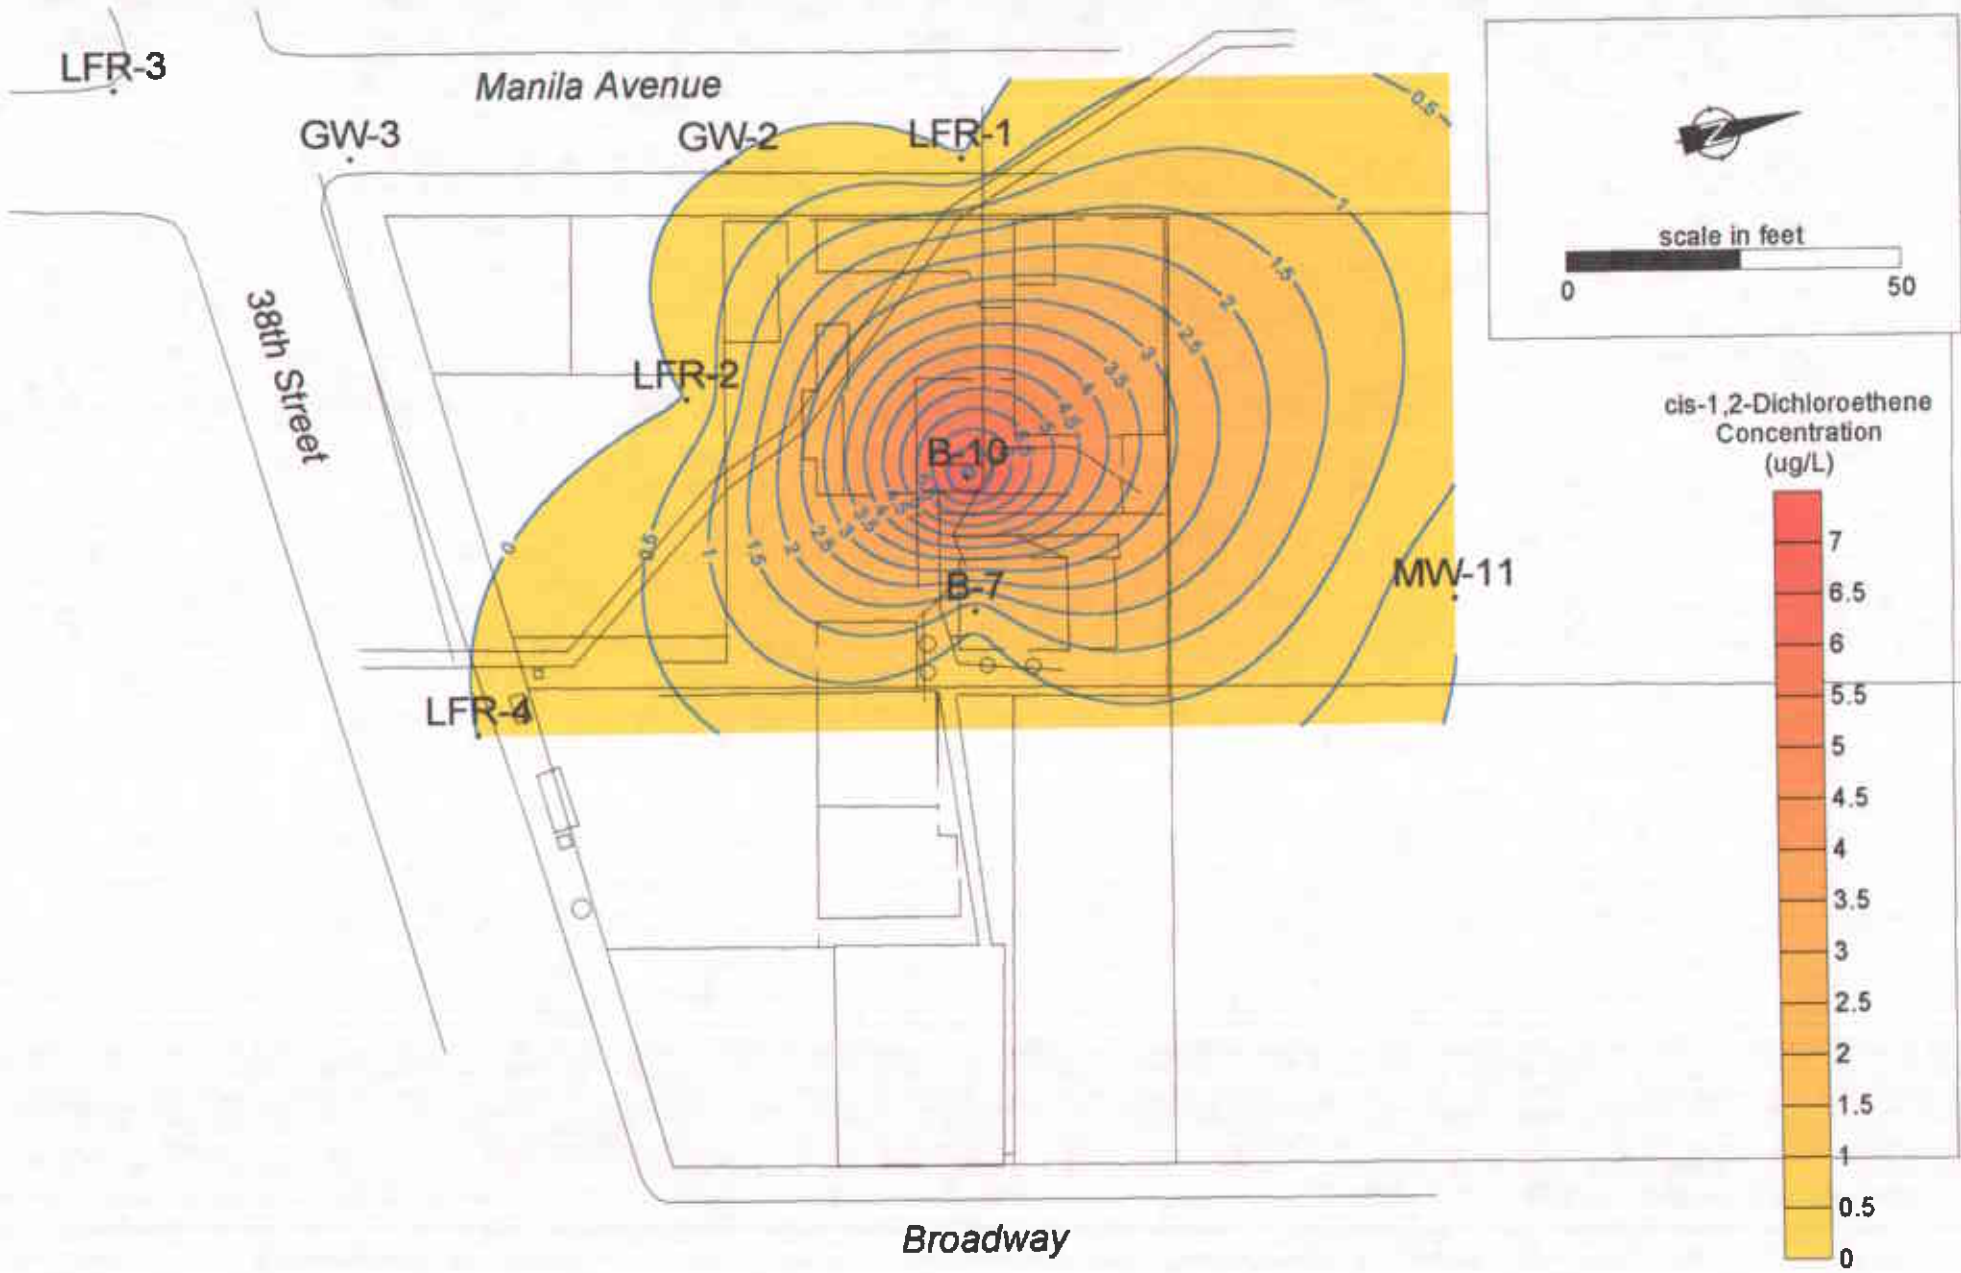 LFR-3
Manila Avenue
GW-3
GW-2
LFR-1
0.5
Z
scale in feet
0
50
1
1.5
2
2.5
3
3.5
4
4.5
5
38th Street
LFR-2
B-10
0
0.5
1
1.5
2
2.5
3
3.5
4
B-7
MW-11
LFR-4
cis-1,2-Dichloroethene
Concentration
(ug/L)
7
6.5
6
5.5
5
4.5
4
3.5
3
2.5
2
1.5
1
0.5
0
Broadway